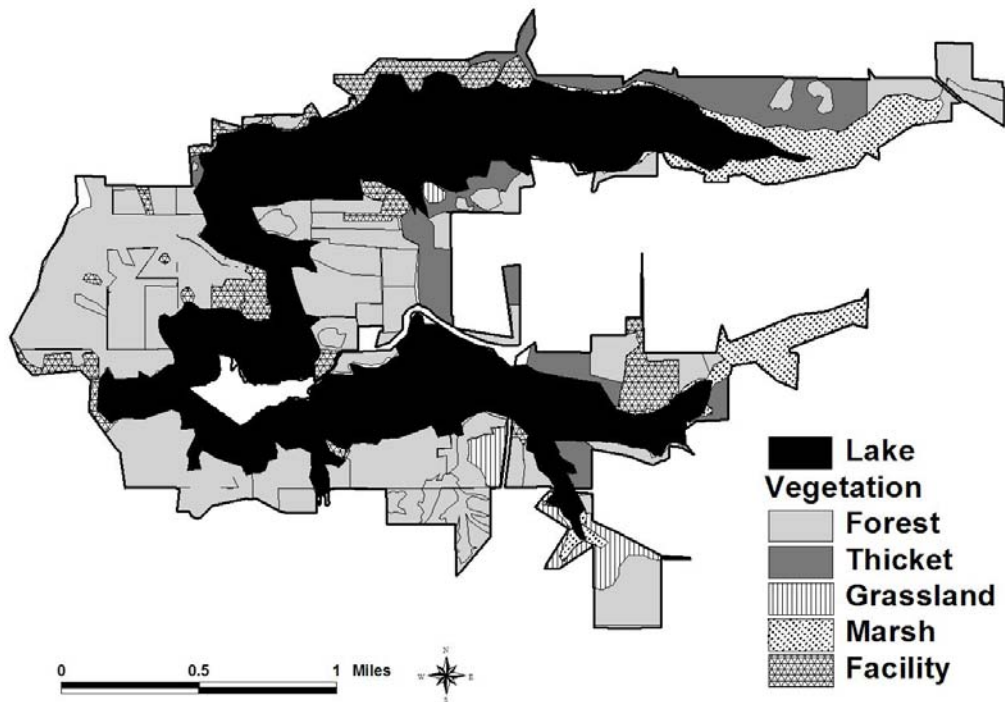 Lake
Vegetation
Forest
Thicket
Grassland
Marsh
Facility
0 0.5 1 Miles
N
W E
S